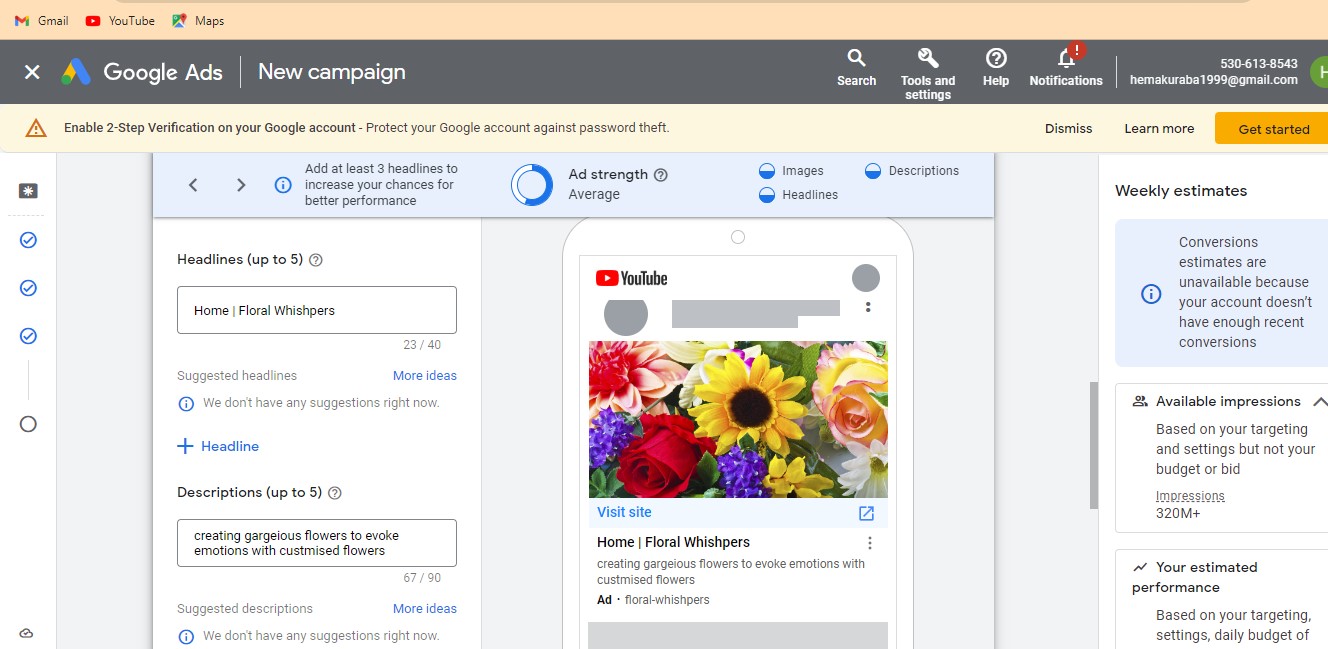 Gmail
YouTube
Maps
Google Ads
New campaign
Search
Tools and
settings
Help
!
Notifications
530-613-8543
hemakuraba1999@gmail.com
H
Enable 2-Step Verification on your Google account - Protect your Google account against password theft.
Dismiss
Learn more
Get started
Add at least 3 headlines to
increase your chances for
better performance
Ad strength
Average
Images
Descriptions
Headlines
Headlines (up to 5)
Home | Floral Whishpers
23 / 40
Suggested headlines
More ideas
We don't have any suggestions right now.
+ Headline
Descriptions (up to 5)
creating gargeious flowers to evoke
emotions with custmised flowers
67 / 90
Suggested descriptions
More ideas
We don't have any suggestions right now.
YouTube
Visit site
Home | Floral Whishpers
creating gargeious flowers to evoke emotions with
custmised flowers
Ad · floral-whishpers
Weekly estimates
Conversions
estimates are
unavailable because
your account doesn't
have enough recent
conversions
Available impressions
Based on your targeting
and settings but not your
budget or bid
Impressions
320M+
Your estimated
performance
Based on your targeting,
settings, daily budget of